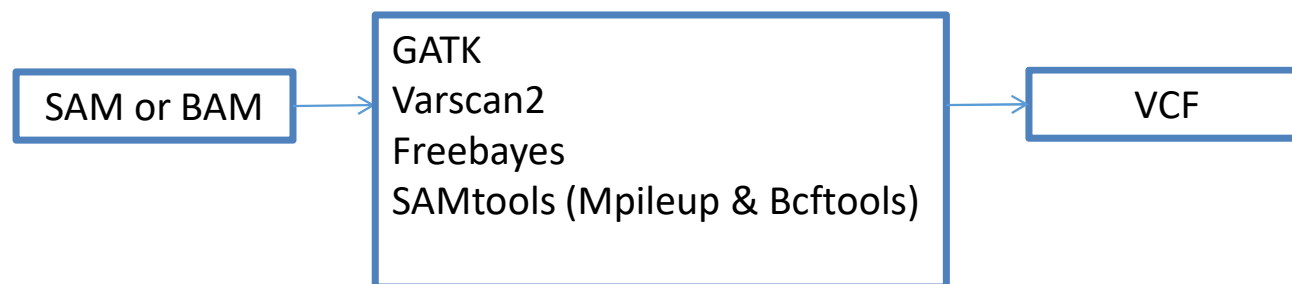 SAM or BAM
GATK
Varscan2
Freebayes
SAMtools (Mpileup & Bcftools)
VCF